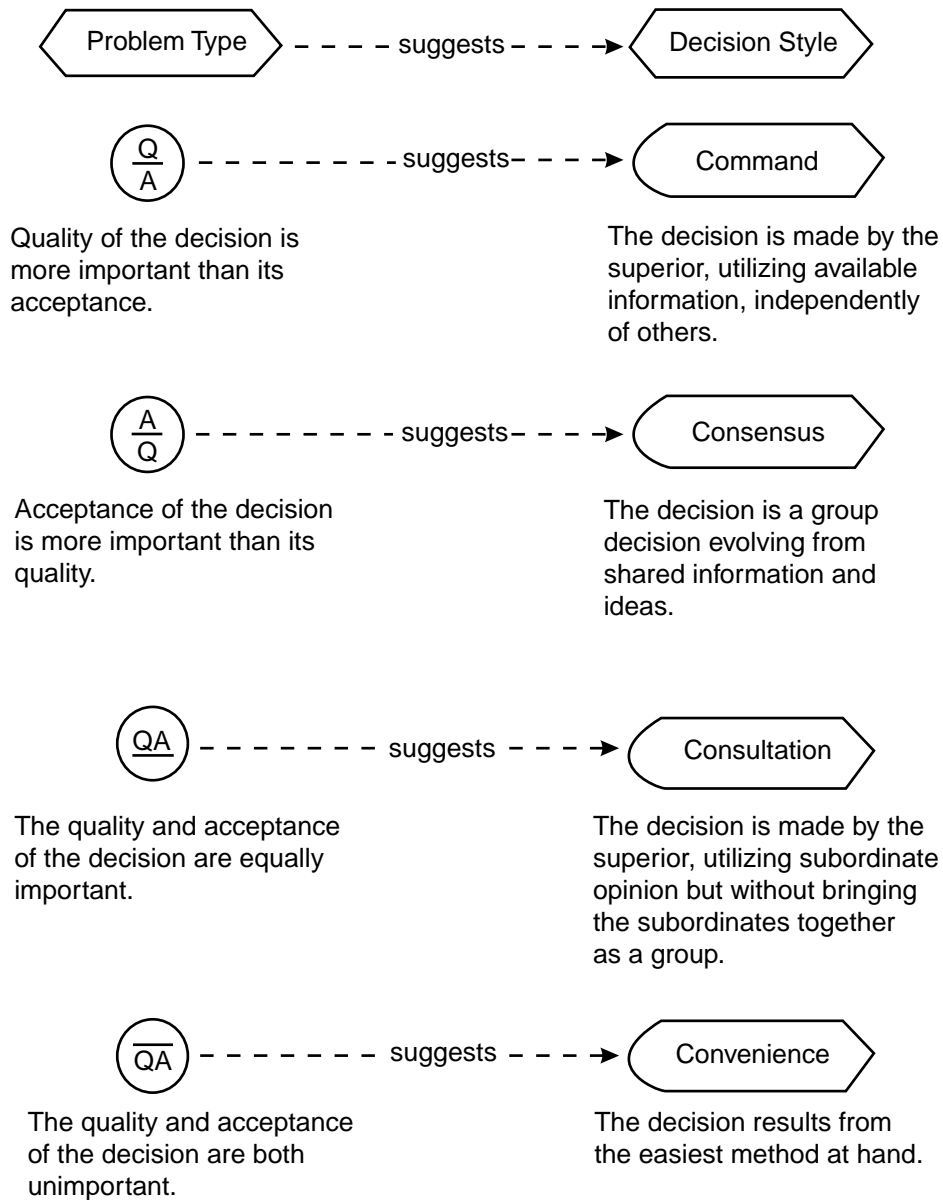 Problem Type suggests Decision Style
Q
A
suggests Command
Quality of the decision is
more important than its
acceptance.
The decision is made by the
superior, utilizing available
information, independently
of others.
A
Q
suggests Consensus
Acceptance of the decision
is more important than its
quality.
The decision is a group
decision evolving from
shared information and
ideas.
QA suggests Consultation
The quality and acceptance
of the decision are equally
important.
The decision is made by the
superior, utilizing subordinate
opinion but without bringing
the subordinates together
as a group.
QA suggests Convenience
The quality and acceptance
of the decision are both
unimportant.
The decision results from
the easiest method at hand.